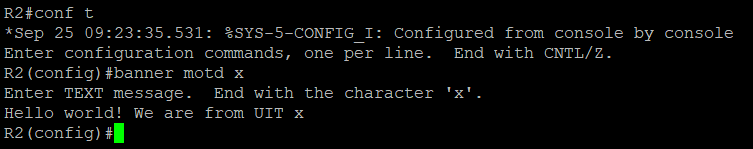 R2#conf t
*Sep 25 09:23:35.531: %SYS-5-CONFIG_I: Configured from console by console
Enter configuration commands, one per line.  End with CNTL/Z.
R2(config)#banner motd x
Enter TEXT message.  End with the character 'x'.
Hello world! We are from UIT x
R2(config)#